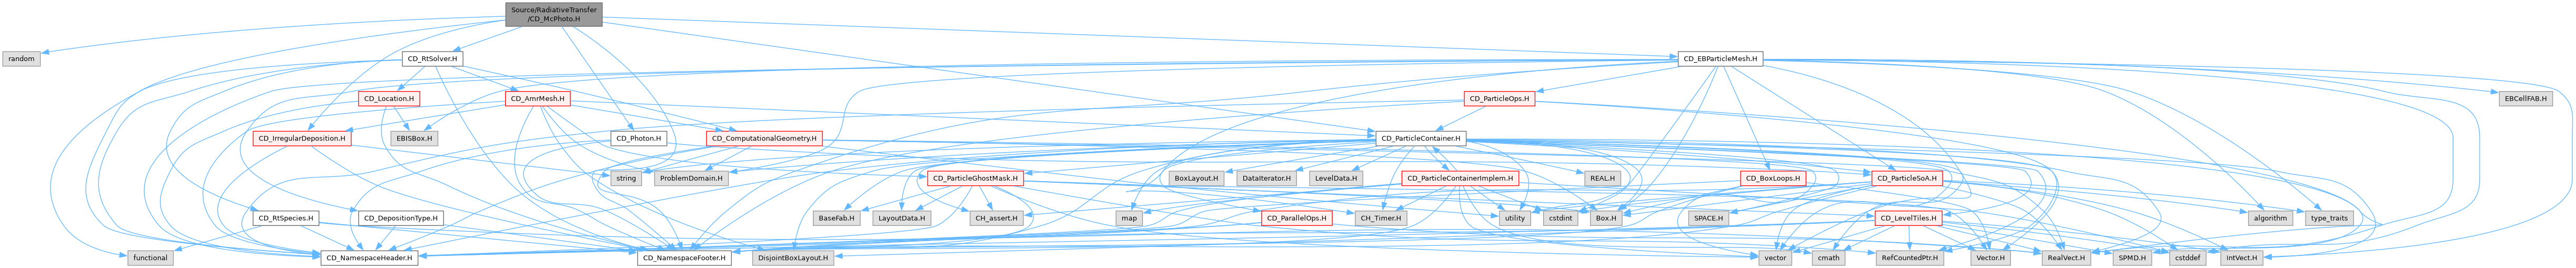 Source/RadiativeTransfer
/CD_McPhoto.H
random
CD_RtSolver.H
CD_EBParticleMesh.H
CD_Location.H
CD_AmrMesh.H
CD_ParticleOps.H
EBCellFAB.H
CD_IrregularDeposition.H
EBISBox.H
CD_Photon.H
CD_ComputationalGeometry.H
CD_ParticleContainer.H
string
ProblemDomain.H
CD_ParticleGhostMask.H
BoxLayout.H
DataIterator.H
LevelData.H
CD_ParticleContainerImplem.H
REAL.H
CD_BoxLoops.H
CD_ParticleSoA.H
CD_RtSpecies.H
CD_DepositionType.H
BaseFab.H
LayoutData.H
CH_assert.H
CD_ParallelOps.H
CH_Timer.H
map
utility
cstdint
Box.H
SPACE.H
CD_LevelTiles.H
algorithm
type_traits
functional
CD_NamespaceHeader.H
CD_NamespaceFooter.H
DisjointBoxLayout.H
vector
cmath
RefCountedPtr.H
Vector.H
RealVect.H
SPMD.H
cstddef
IntVect.H